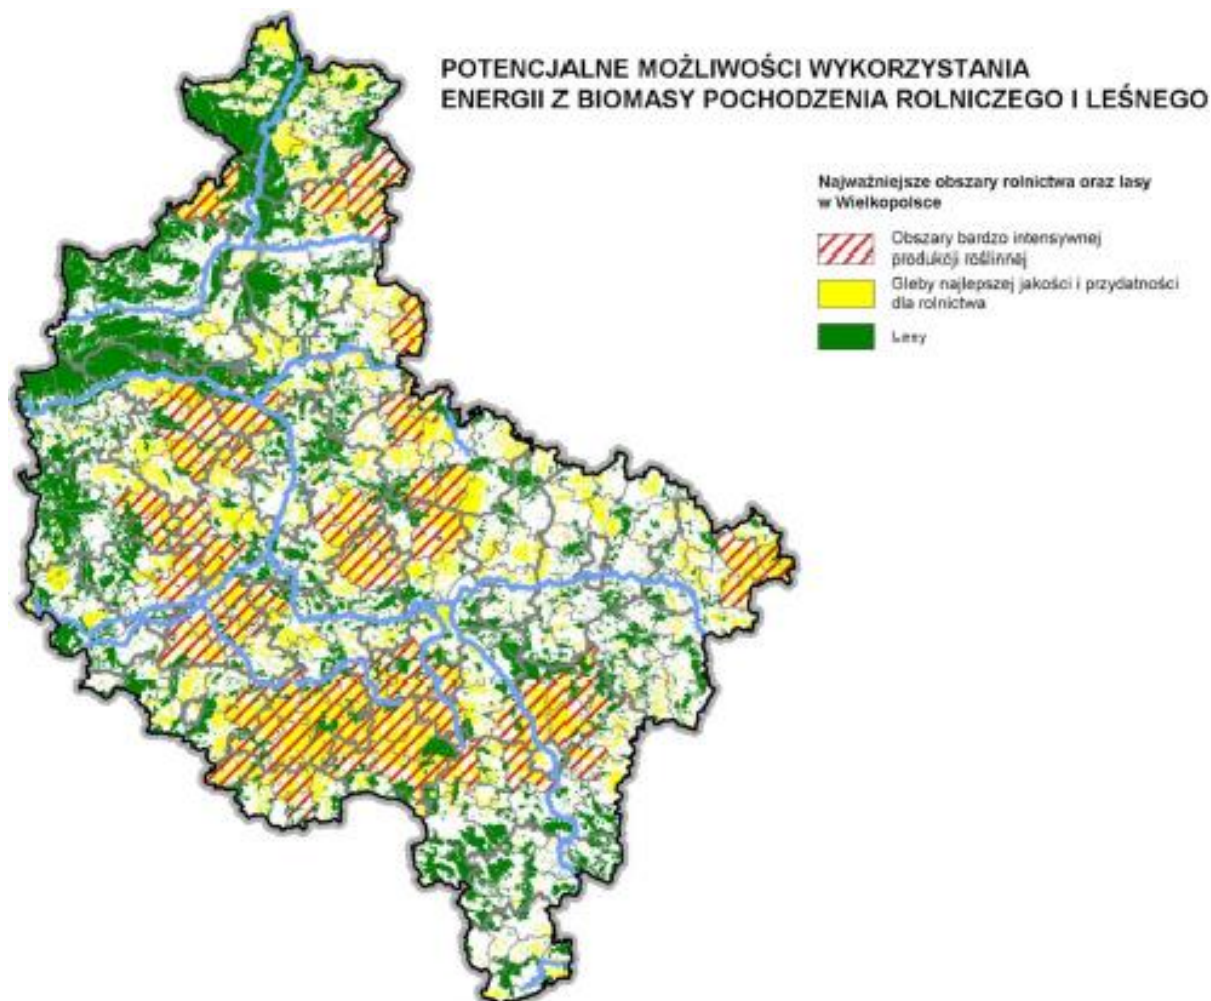 POTENCJALNE MOŻLIWOŚCI WYKORZYSTANIA
ENERGII Z BIOMASY POCHODZENIA ROLNICZEGO I LEŚNEGO
Najważniejsze obszary rolnictwa oraz lasy
w Wielkopolsce
Obszary bardzo intensywnej
produkcji roślinnej
Gleby najlepszej jakości i przydatności
dla rolnictwa
Lasy